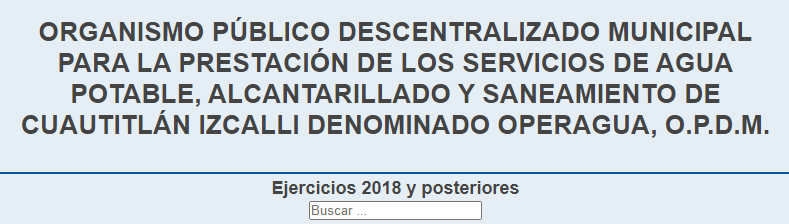 ORGANISMO PÚBLICO DESCENTRALIZADO MUNICIPAL
PARA LA PRESTACIÓN DE LOS SERVICIOS DE AGUA
POTABLE, ALCANTARILLADO Y SANEAMIENTO DE
CUAUTITLÁN IZCALLI DENOMINADO OPERAGUA, O.P.D.M.
Ejercicios 2018 y posteriores
Buscar ...